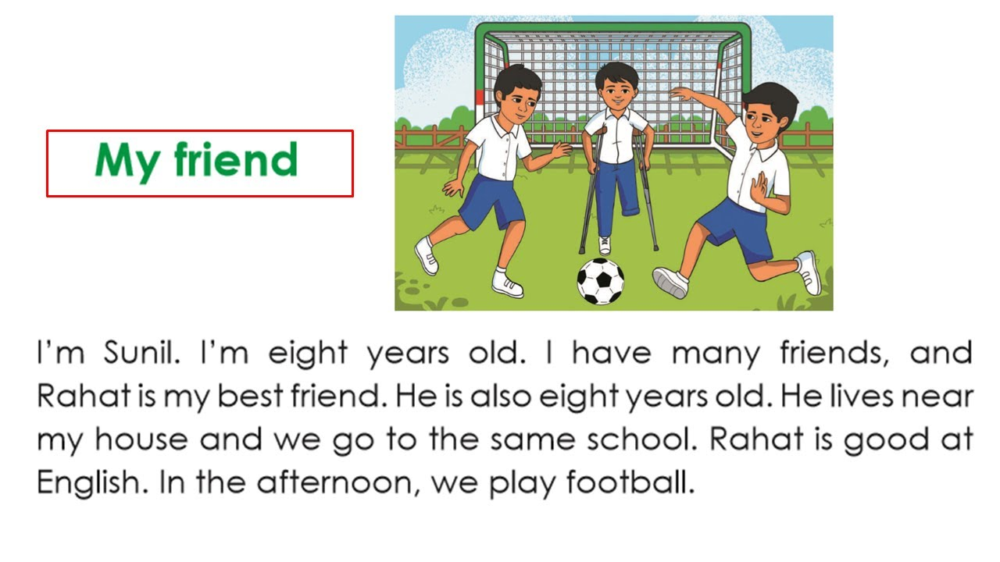 My friend
I'm Sunil. I'm eight years old. I have many friends, and
Rahat is my best friend. He is also eight years old. He lives near
my house and we go to the same school. Rahat is good at
English. In the afternoon, we play football.